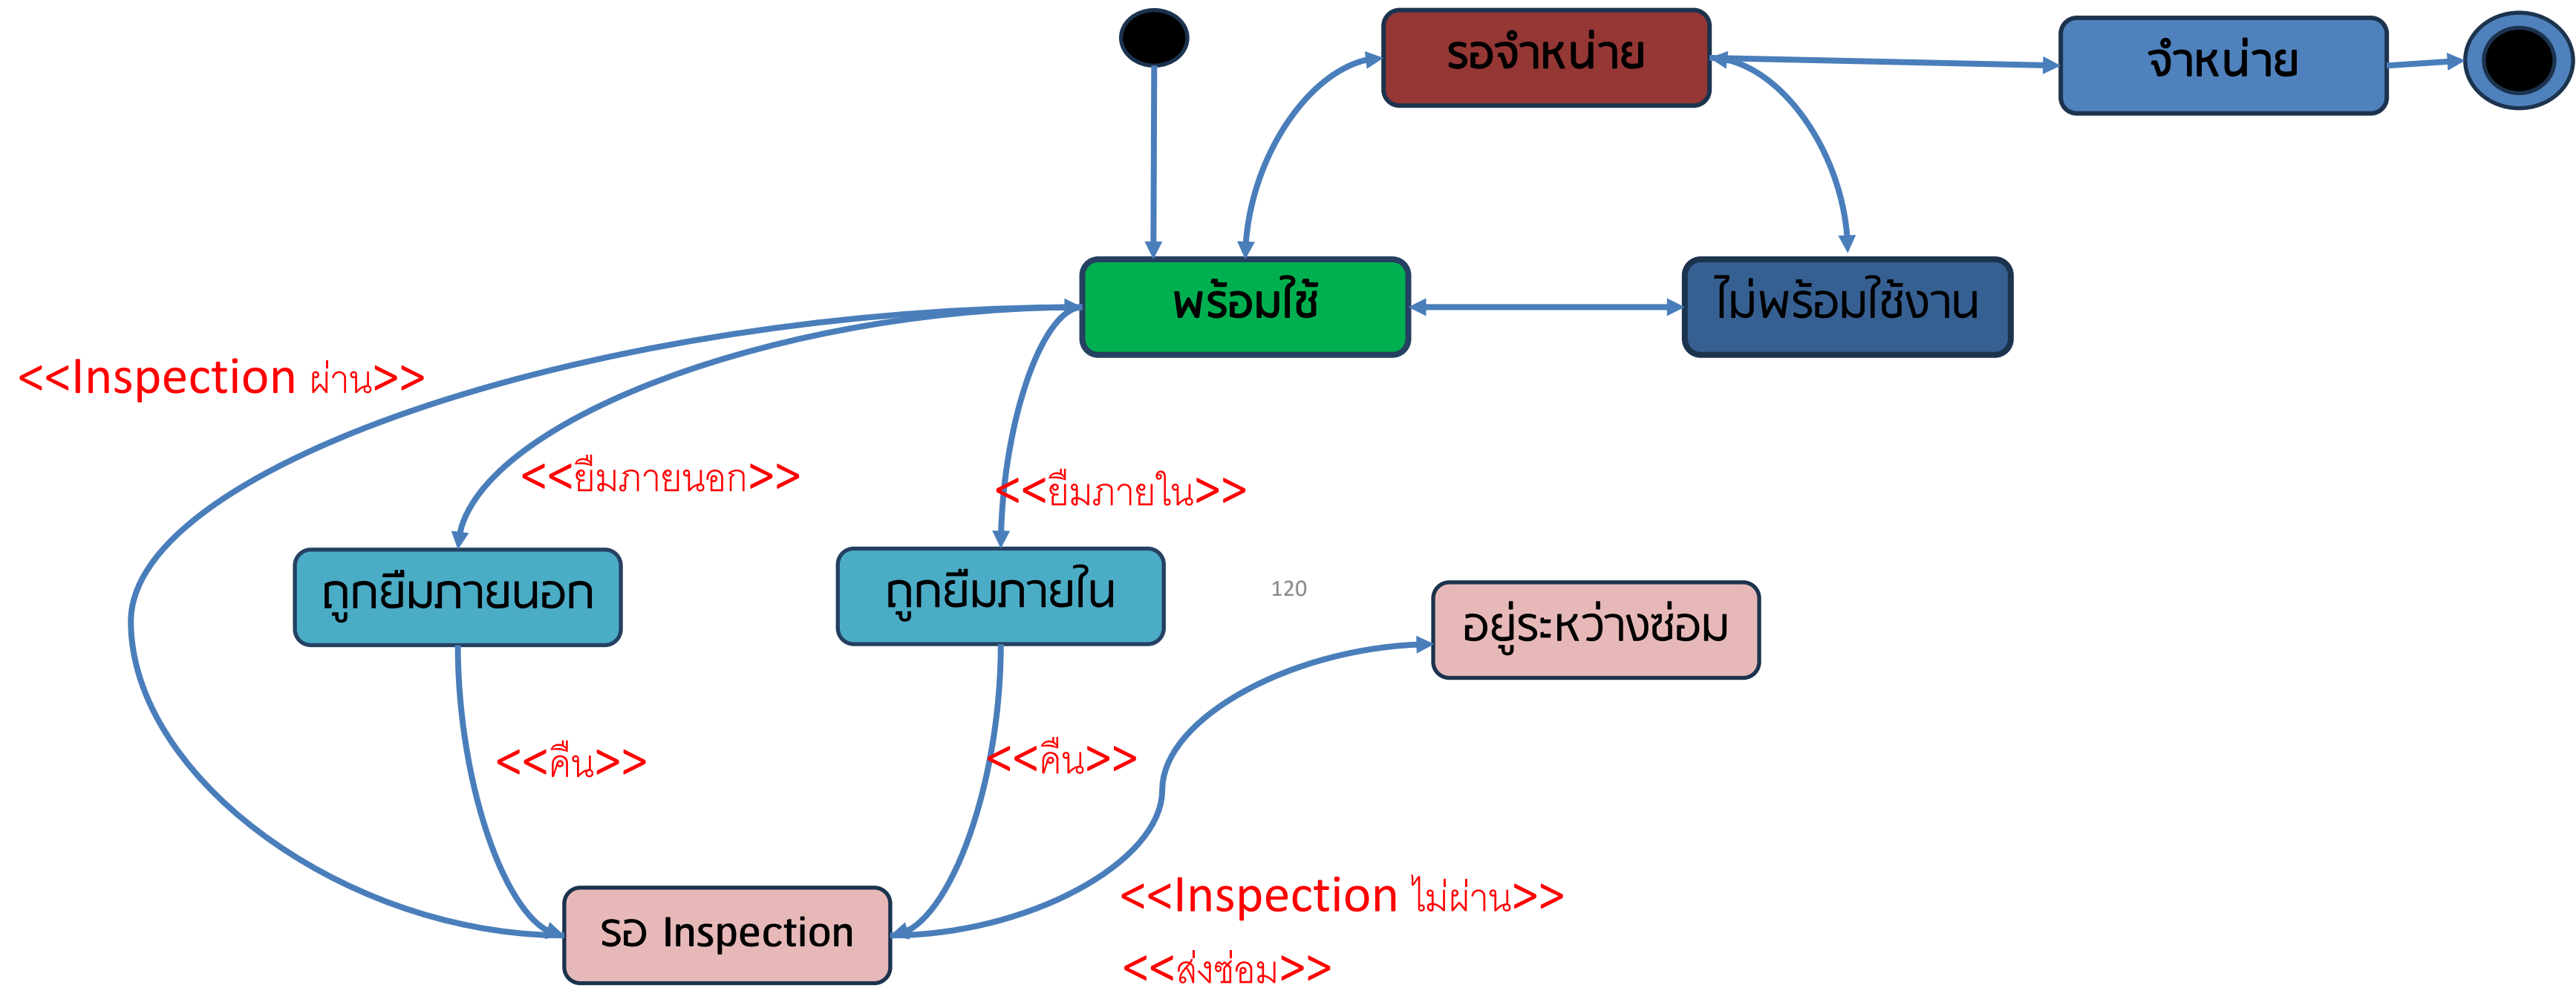 รอจำหน่าย
จำหน่าย
พร้อมใช้
ไม่พร้อมใช้งาน
<<Inspection ผ่าน>>
<<ยืมภายนอก>>
<<ยืมภายใน>>
ถูกยืมภายนอก
ถูกยืมภายใน
120
อยู่ระหว่างซ่อม
<<คืน>>
<<คืน>>
<<Inspection ไม่ผ่าน>>
รอ Inspection
<<ส่งซ่อม>>